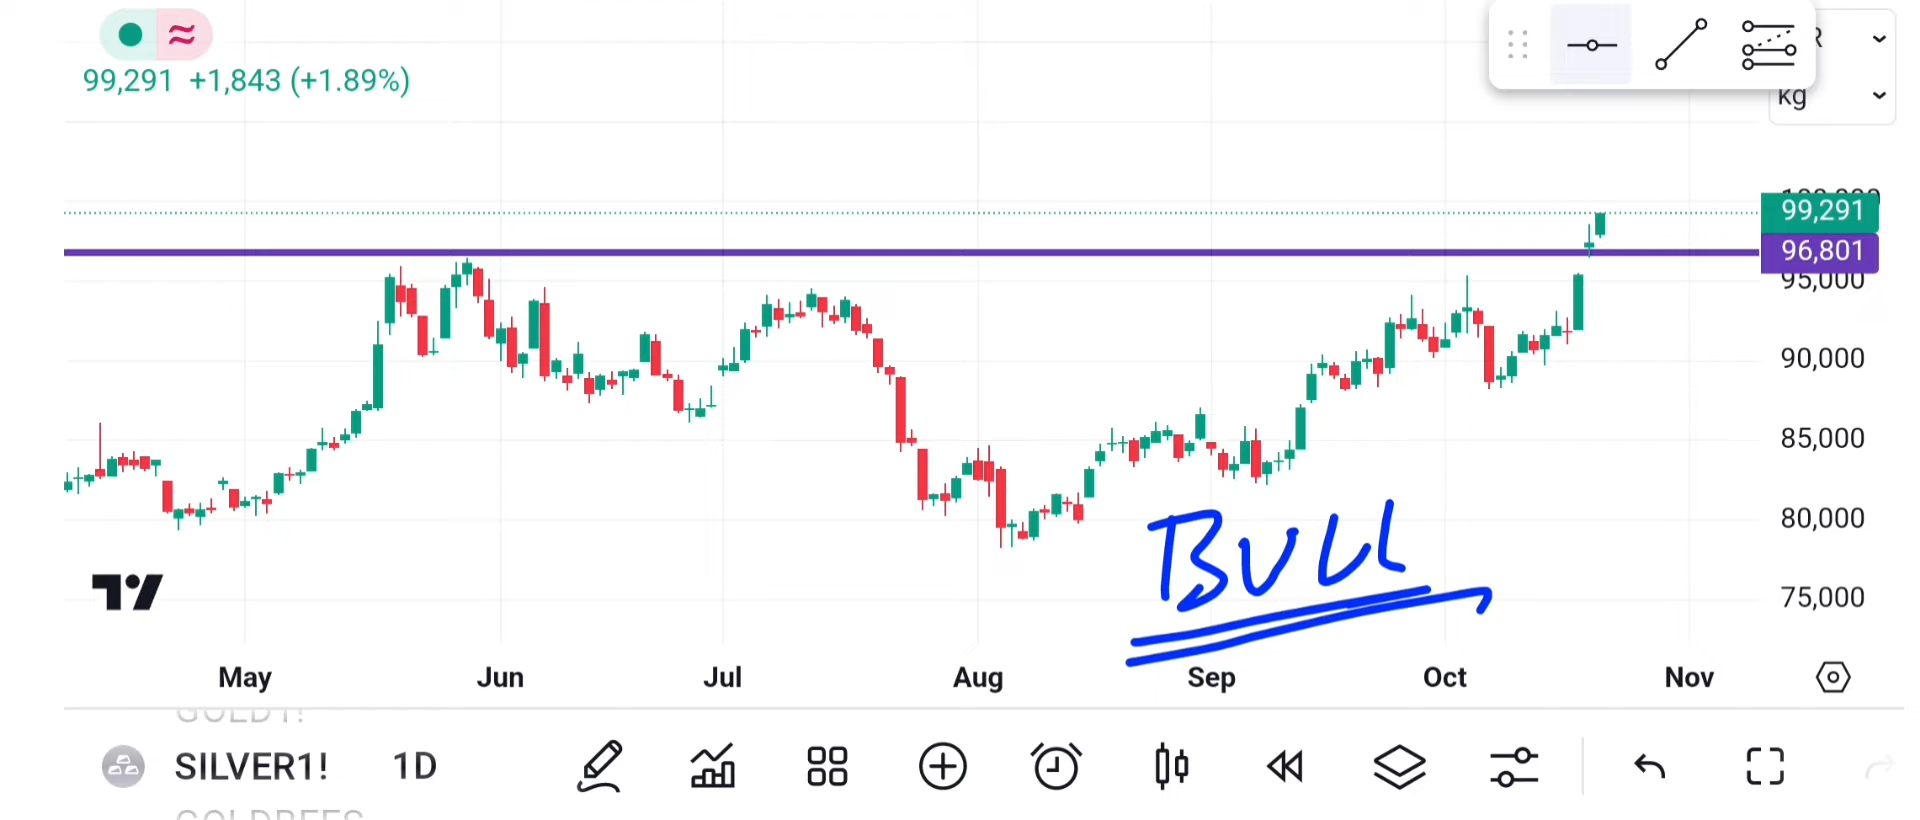 99,291 +1,843 (+1.89%)
R
kg
99,291
96,801
95,000
90,000
85,000
80,000
75,000
BULL
May Jun Jul Aug Sep Oct Nov
SILVER1! 1D